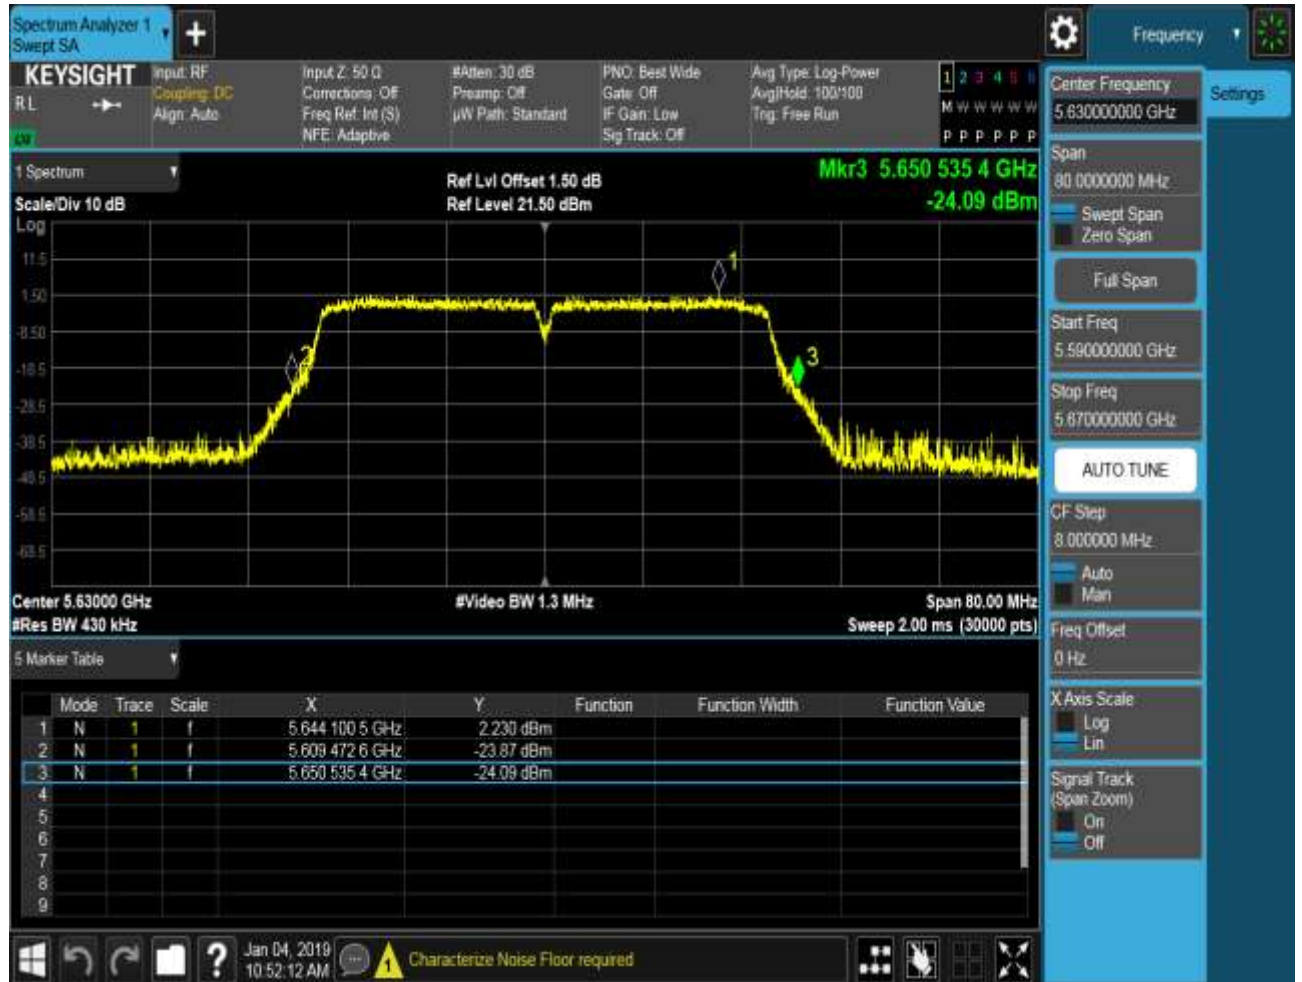 Spectrum Analyzer 1
Swept SA
+
Frequency
KEYSIGHT
RL
Input: RF
Coupling: DC
Align: Auto
Input Z: 50 Ω
Corrections: Off
Freq Ref: Int (S)
NFE: Adaptive
#Atten: 30 dB
Preamp: Off
µW Path: Standard
PNO: Best Wide
Gate: Off
IF Gain: Low
Sig Track: Off
Avg Type: Log-Power
Avg|Hold: 100/100
Trig: Free Run
1 2 3 4 5 6
M W W W W W
P P P P P P
1 Spectrum
Scale/Div 10 dB
Log
Ref Lvl Offset 1.50 dB
Ref Level 21.50 dBm
Mkr3 5.650 535 4 GHz
-24.09 dBm
11.5
1.50
-8.50
-18.5
-28.5
-38.5
-48.5
-58.5
-68.5
1
2
3
Center 5.63000 GHz
#Res BW 430 kHz
#Video BW 1.3 MHz
Span 80.00 MHz
Sweep 2.00 ms (30000 pts)
5 Marker Table
Mode Trace Scale X Y Function Function Width Function Value
1 N 1 f 5.644 100 5 GHz 2.230 dBm
2 N 1 f 5.609 472 6 GHz -23.87 dBm
3 N 1 f 5.650 535 4 GHz -24.09 dBm
4
5
6
7
8
9
?
Jan 04, 2019
10:52:12 AM
1
Characterize Noise Floor required
Center Frequency
5.630000000 GHz
Settings
Span
80.0000000 MHz
Swept Span
Zero Span
Full Span
Start Freq
5.590000000 GHz
Stop Freq
5.670000000 GHz
AUTO TUNE
CF Step
8.000000 MHz
Auto
Man
Freq Offset
0 Hz
X Axis Scale
Log
Lin
Signal Track
(Span Zoom)
On
Off